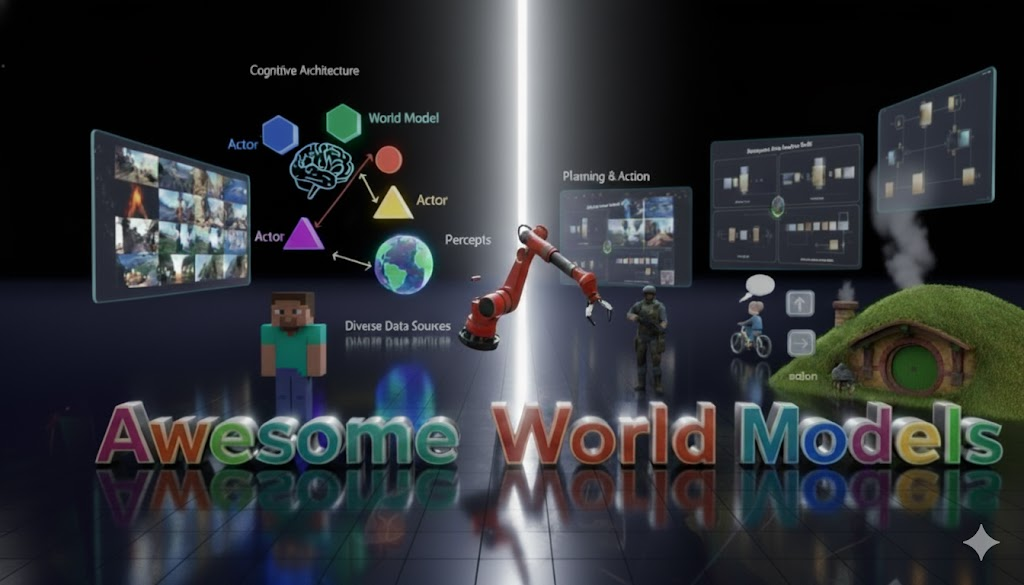 Cognitive Architecture
Actor
World Model
Actor
Actor
Percepts
Diverse Data Sources
Planning & Action
Awesome World Models